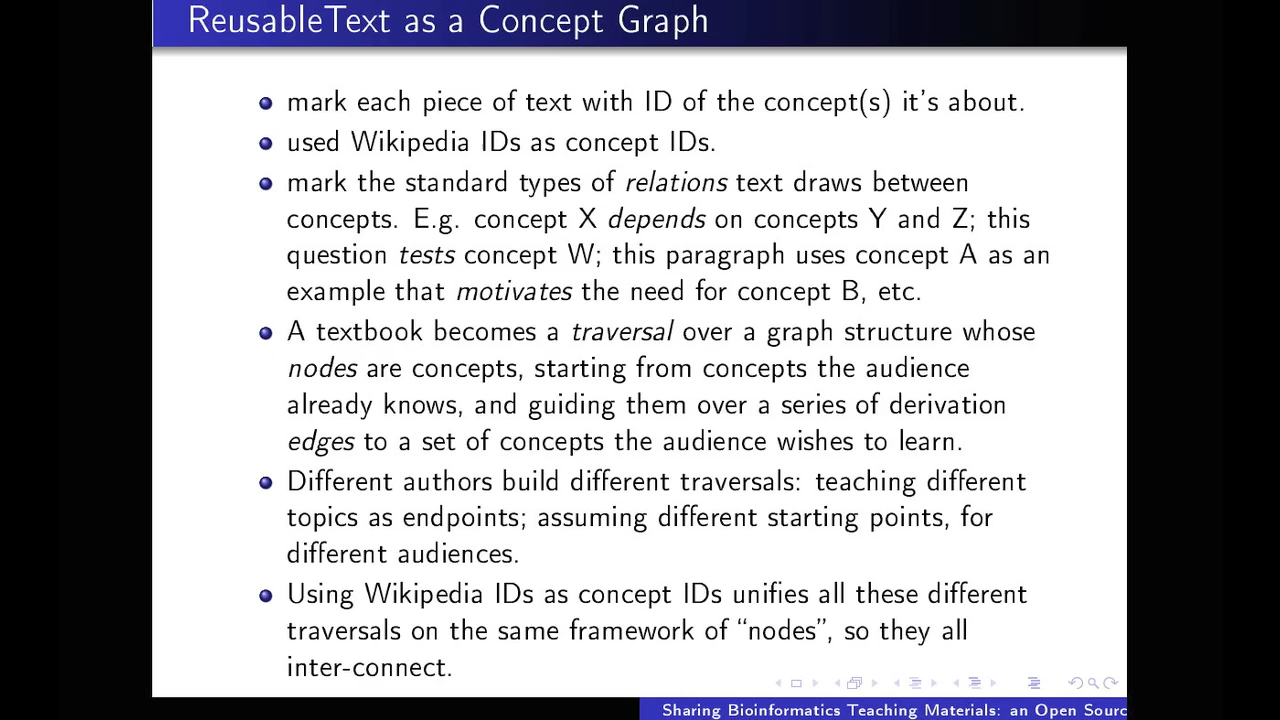 ReusableText as a Concept Graph
mark each piece of text with ID of the concept(s) it's about.
used Wikipedia IDs as concept IDs.
mark the standard types of relations text draws between
concepts. E.g. concept X depends on concepts Y and Z; this
question tests concept W; this paragraph uses concept A as an
example that motivates the need for concept B, etc.
A textbook becomes a traversal over a graph structure whose
nodes are concepts, starting from concepts the audience
already knows, and guiding them over a series of derivation
edges to a set of concepts the audience wishes to learn.
Different authors build different traversals: teaching different
topics as endpoints; assuming different starting points, for
different audiences.
Using Wikipedia IDs as concept IDs unifies all these different
traversals on the same framework of “nodes”, so they all
inter-connect.
Sharing Bioinformatics Teaching Materials: an Open Sourc